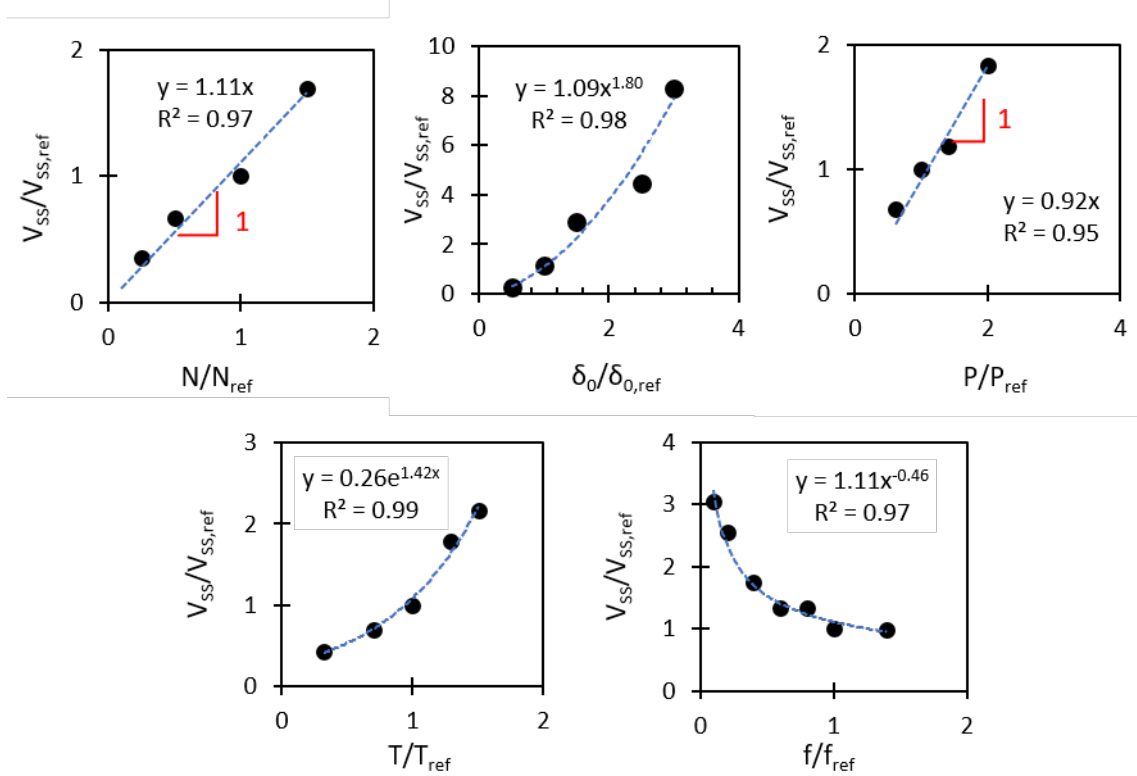 2
1
0
0
1
2
y = 1.11x
R² = 0.97
1
V_SS/V_SS,ref
N/N_ref
10
8
6
4
2
0
0
2
4
y = 1.09x^1.80
R² = 0.98
V_SS/V_SS,ref
δ₀/δ₀,ref
2
1
0
0
2
4
1
y = 0.92x
R² = 0.95
V_SS/V_SS,ref
P/P_ref
3
2
1
0
0
1
2
y = 0.26e^1.42x
R² = 0.99
V_SS/V_SS,ref
T/T_ref
4
3
2
1
0
0
1
2
y = 1.11x^-0.46
R² = 0.97
V_SS/V_SS,ref
f/f_ref